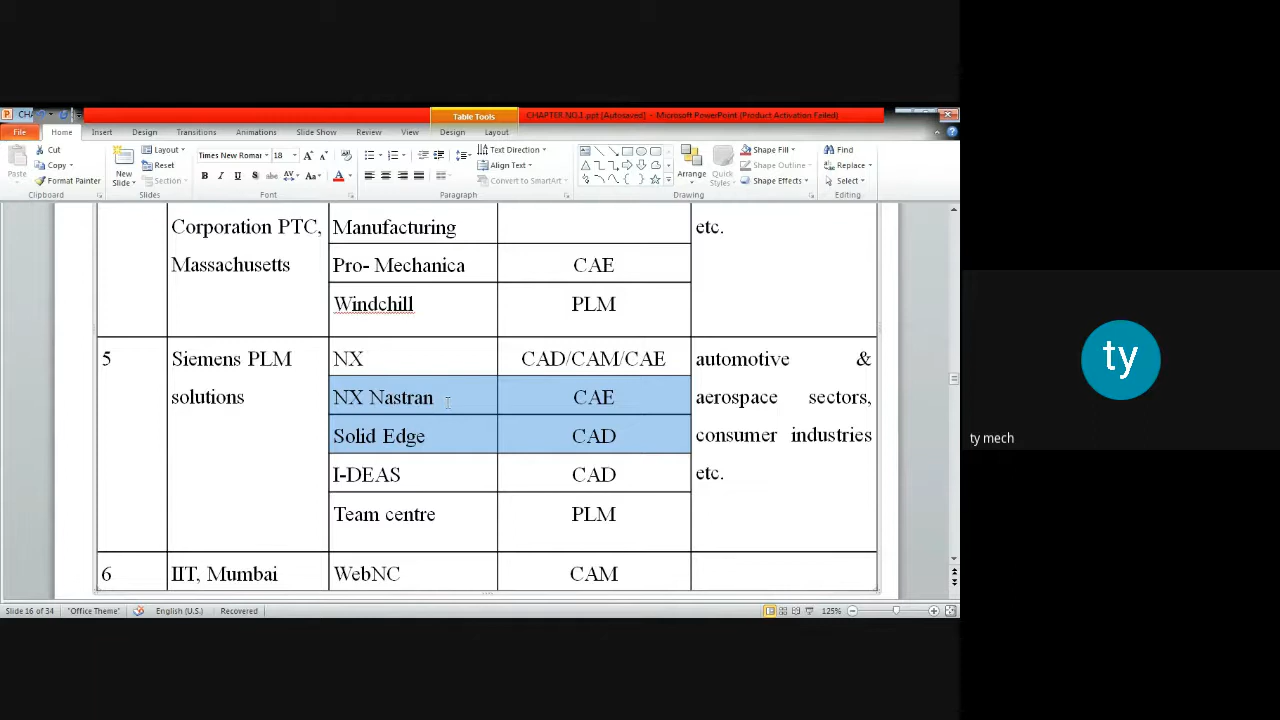 CHAPTER NO.1.ppt [Autosaved] – Microsoft PowerPoint (Product Activation Failed)
Table Tools
File Home Insert Design Transitions Animations Slide Show Review View Design Layout
Paste
Cut
Copy
Format Painter
Clipboard
New Slide
Layout
Reset
Section
Slides
Times New Roman 18
Font
Text Direction
Align Text
Convert to SmartArt
Paragraph
Arrange
Quick Styles
Shape Fill
Shape Outline
Shape Effects
Drawing
Find
Replace
Select
Editing
Corporation PTC, Manufacturing etc.
Massachusetts Pro- Mechanica CAE
Windchill PLM
5 Siemens PLM NX CAD/CAM/CAE automotive &
solutions NX Nastran CAE aerospace sectors,
Solid Edge CAD consumer industries
I-DEAS CAD etc.
Team centre PLM
6 IIT, Mumbai WebNC CAM
Slide 16 of 34 "Office Theme" English (U.S.) Recovered 125%
ty
ty mech